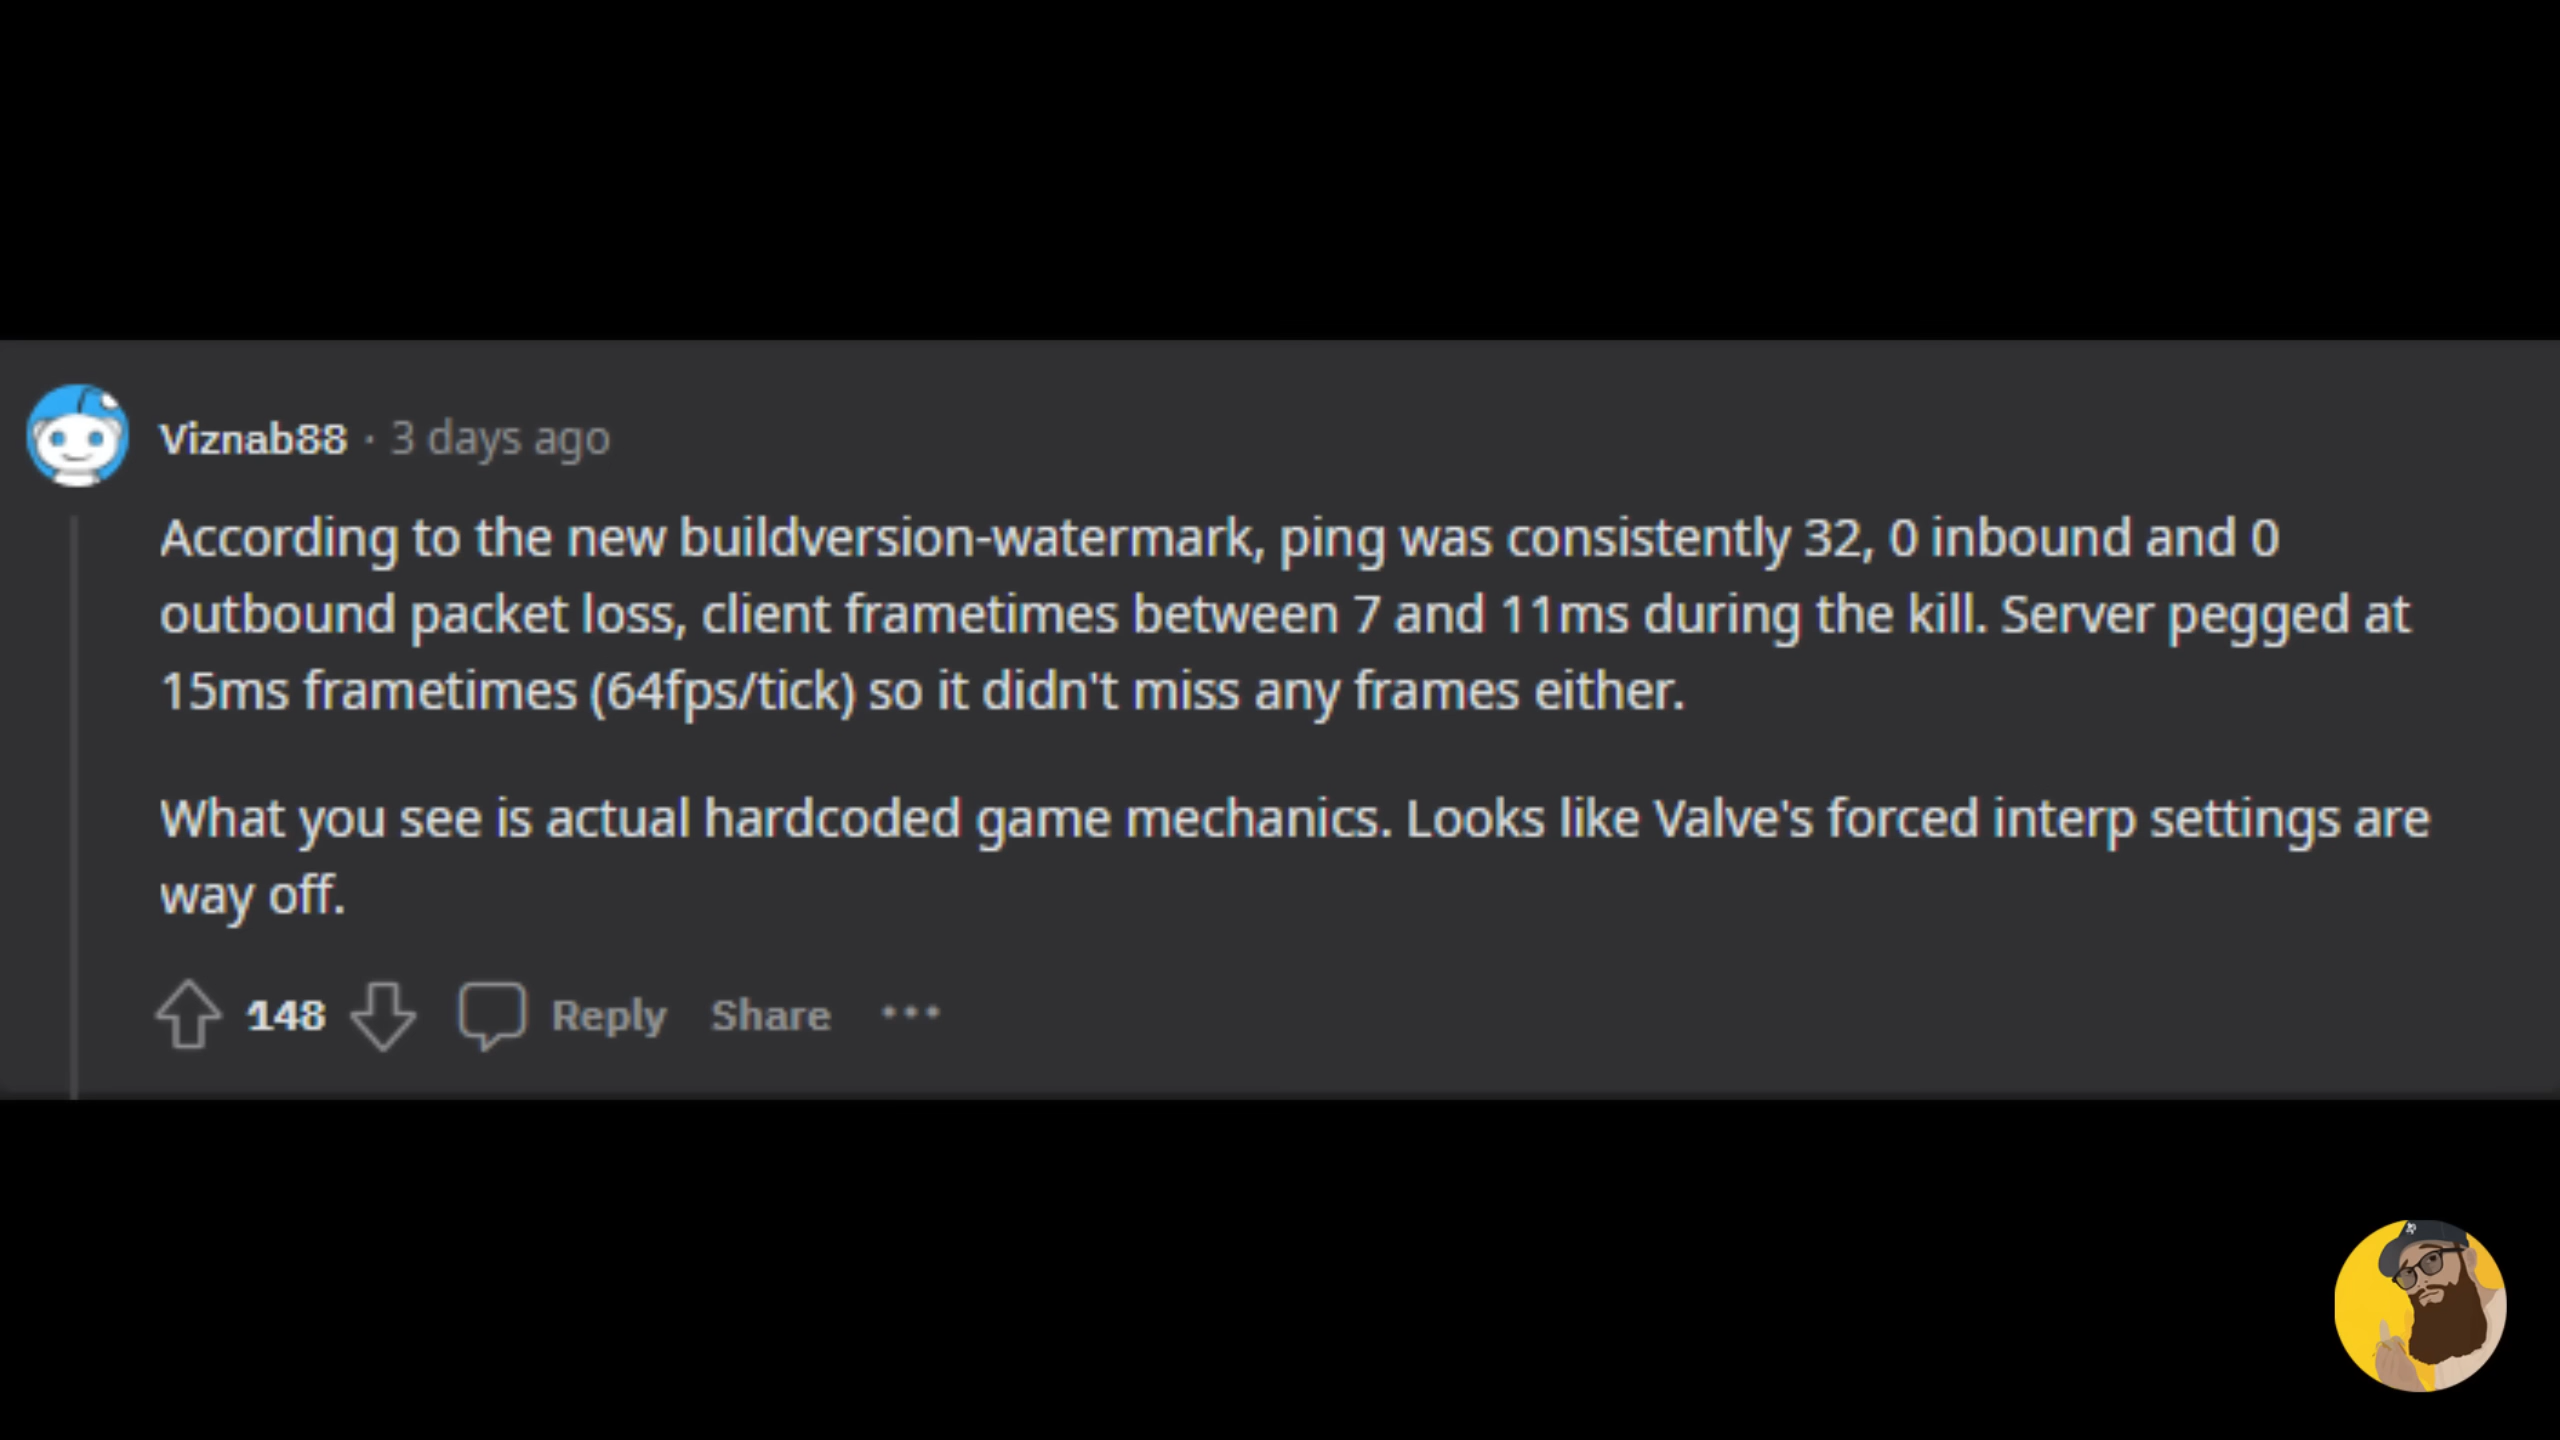 Viznab88 · 3 days ago
According to the new buildversion-watermark, ping was consistently 32, 0 inbound and 0
outbound packet loss, client frametimes between 7 and 11ms during the kill. Server pegged at
15ms frametimes (64fps/tick) so it didn't miss any frames either.
What you see is actual hardcoded game mechanics. Looks like Valve's forced interp settings are
way off.
148 Reply Share ···